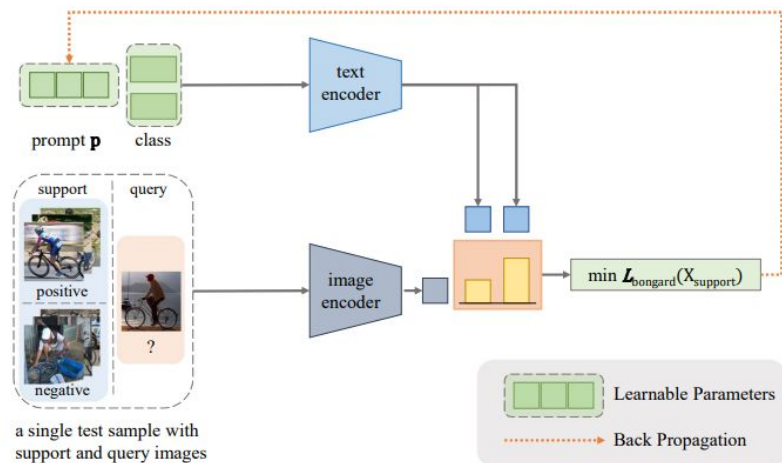 text
encoder
prompt p
class
support
query
positive
negative
?
a single test sample with
support and query images
image
encoder
min L_bongard(X_support)
Learnable Parameters
Back Propagation